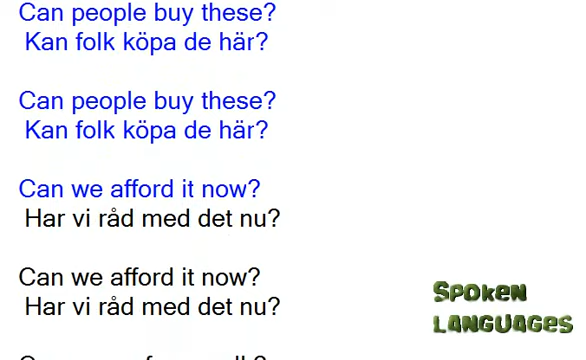 Can people buy these?
Kan folk köpa de här?
Can people buy these?
Kan folk köpa de här?
Can we afford it now?
Har vi råd med det nu?
Can we afford it now?
Har vi råd med det nu?
SPOKEN
LANGUAGES